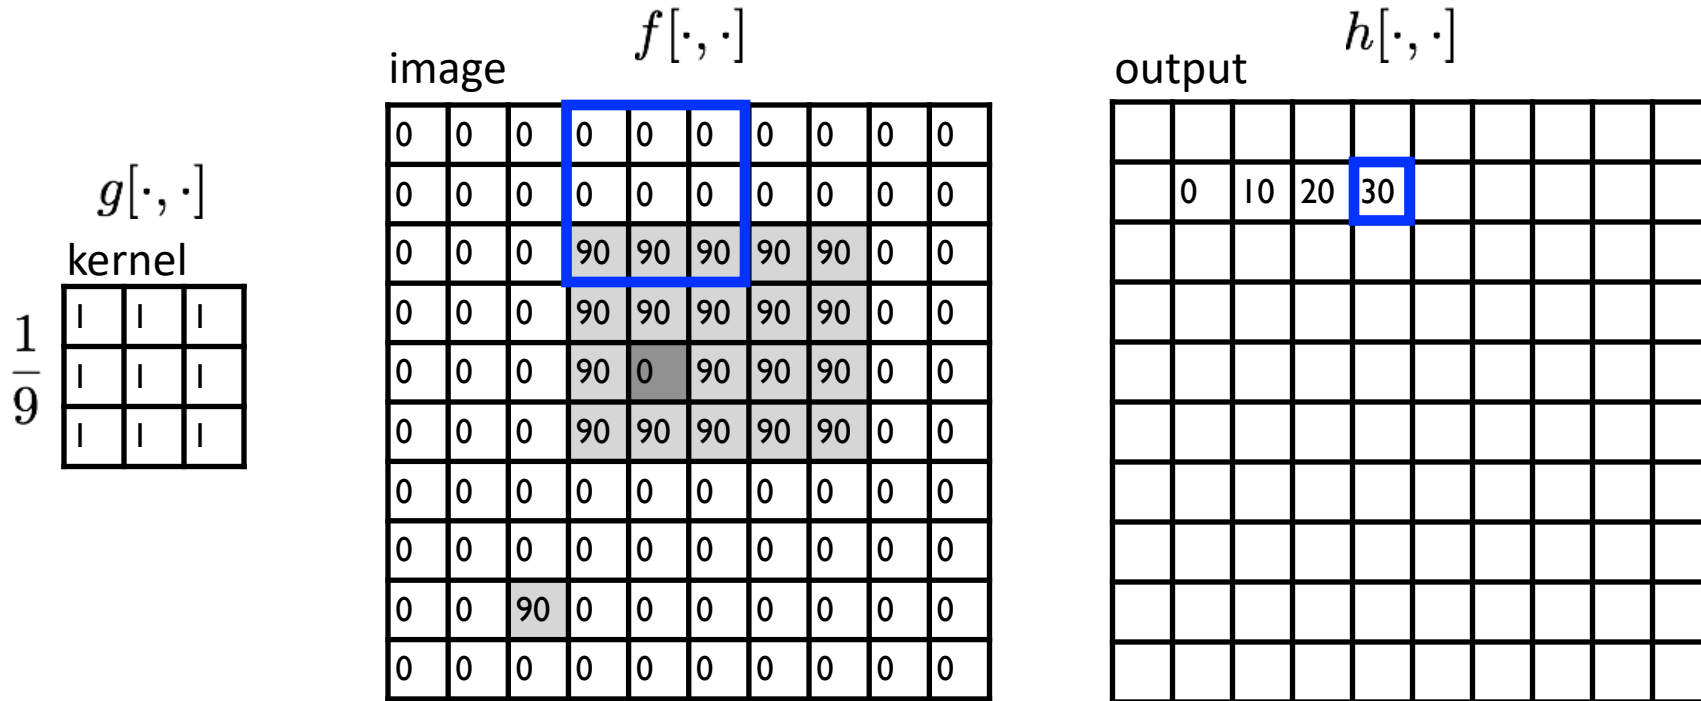 f[·, ·]
h[·, ·]
image
output
0 0 0 0 0 0 0 0 0 0
0 0 0 0 0 0 0 0 0 0
0 10 20 30
g[·, ·]
kernel
0 0 0 90 90 90 90 90 0 0
1/9
1 1 1
1 1 1
1 1 1
0 0 0 90 90 90 90 90 0 0
0 0 0 90 0 90 90 90 0 0
0 0 0 90 90 90 90 90 0 0
0 0 0 0 0 0 0 0 0 0
0 0 0 0 0 0 0 0 0 0
0 0 90 0 0 0 0 0 0 0
0 0 0 0 0 0 0 0 0 0